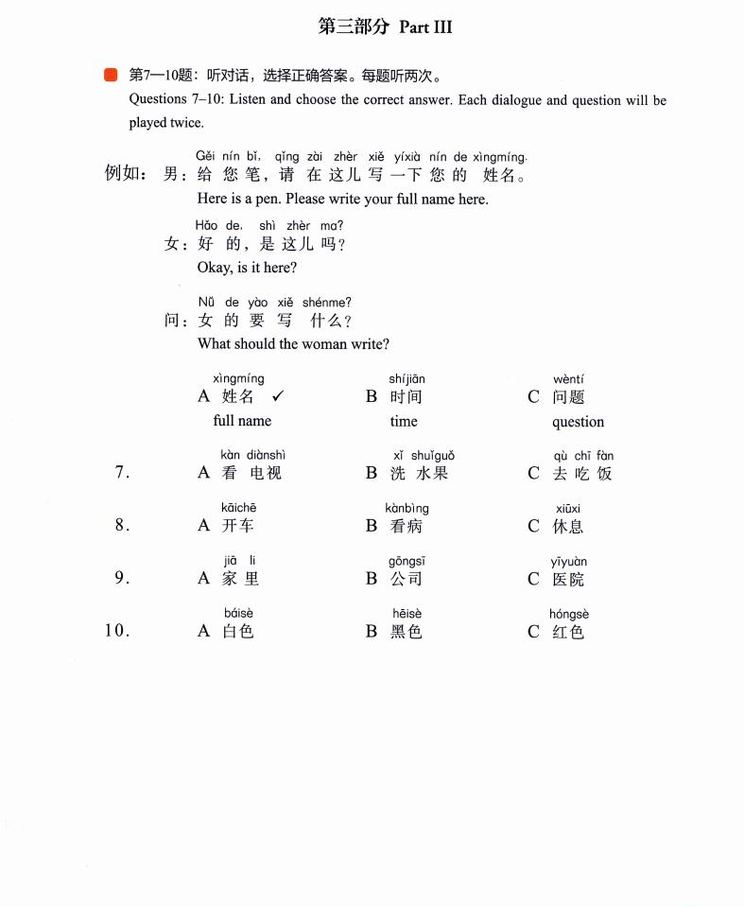 第三部分 Part III
第7—10题：听对话，选择正确答案。每题听两次。
Questions 7–10: Listen and choose the correct answer. Each dialogue and question will be
played twice.
Gěi nín bǐ, qǐng zài zhèr xiě yíxià nín de xìngmíng.
例如： 男：给您笔，请在这儿写一下您的姓名。
Here is a pen. Please write your full name here.
Hǎo de, shì zhèr ma?
女：好的，是这儿吗？
Okay, is it here?
Nǚ de yào xiě shénme?
问：女的要写什么？
What should the woman write?
xìngmíng shíjiān wèntí
A 姓名 ✓ B 时间 C 问题
full name time question
kàn diànshì xǐ shuǐguǒ qù chī fàn
7. A 看电视 B 洗水果 C 去吃饭
kāichē kànbìng xiūxi
8. A 开车 B 看病 C 休息
jiā li gōngsī yīyuàn
9. A 家里 B 公司 C 医院
báisè hēisè hóngsè
10. A 白色 B 黑色 C 红色